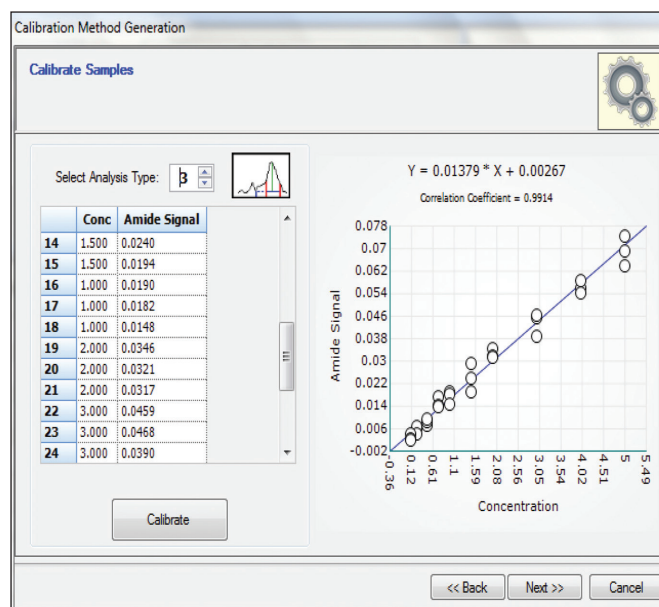 Calibration Method Generation
Calibrate Samples
Select Analysis Type: 3
Conc Amide Signal
14 1.500 0.0240
15 1.500 0.0194
16 1.000 0.0190
17 1.000 0.0182
18 1.000 0.0148
19 2.000 0.0346
20 2.000 0.0321
21 2.000 0.0317
22 3.000 0.0459
23 3.000 0.0468
24 3.000 0.0390
Calibrate
Y = 0.01379 * X + 0.00267
Correlation Coefficient = 0.9914
Amide Signal
0.078
0.07
0.062
0.054
0.046
0.038
0.03
0.022
0.014
0.006
-0.002
-0.36 0.12 0.61 1.1 1.59 2.08 2.56 3.05 3.54 4.02 4.51 5 5.49
Concentration
<< Back Next >> Cancel